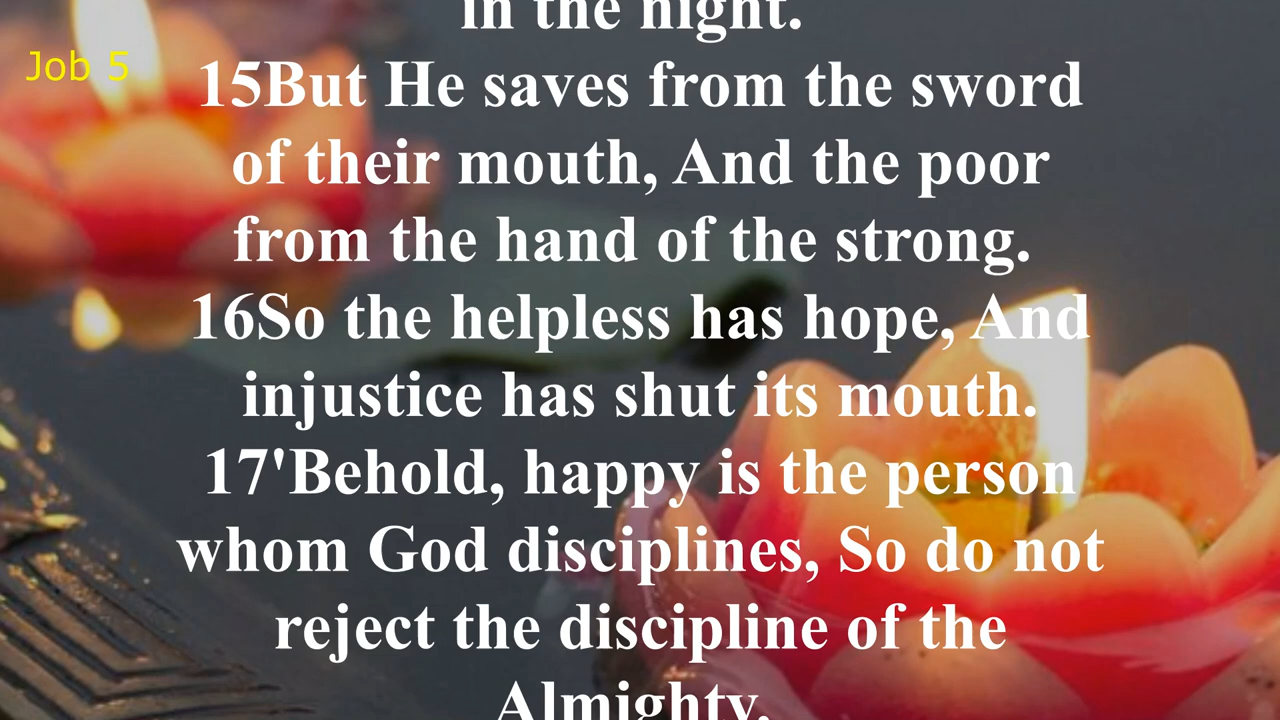 in the night.
Job 5
15But He saves from the sword
of their mouth, And the poor
from the hand of the strong.
16So the helpless has hope, And
injustice has shut its mouth.
17'Behold, happy is the person
whom God disciplines, So do not
reject the discipline of the
Almighty.